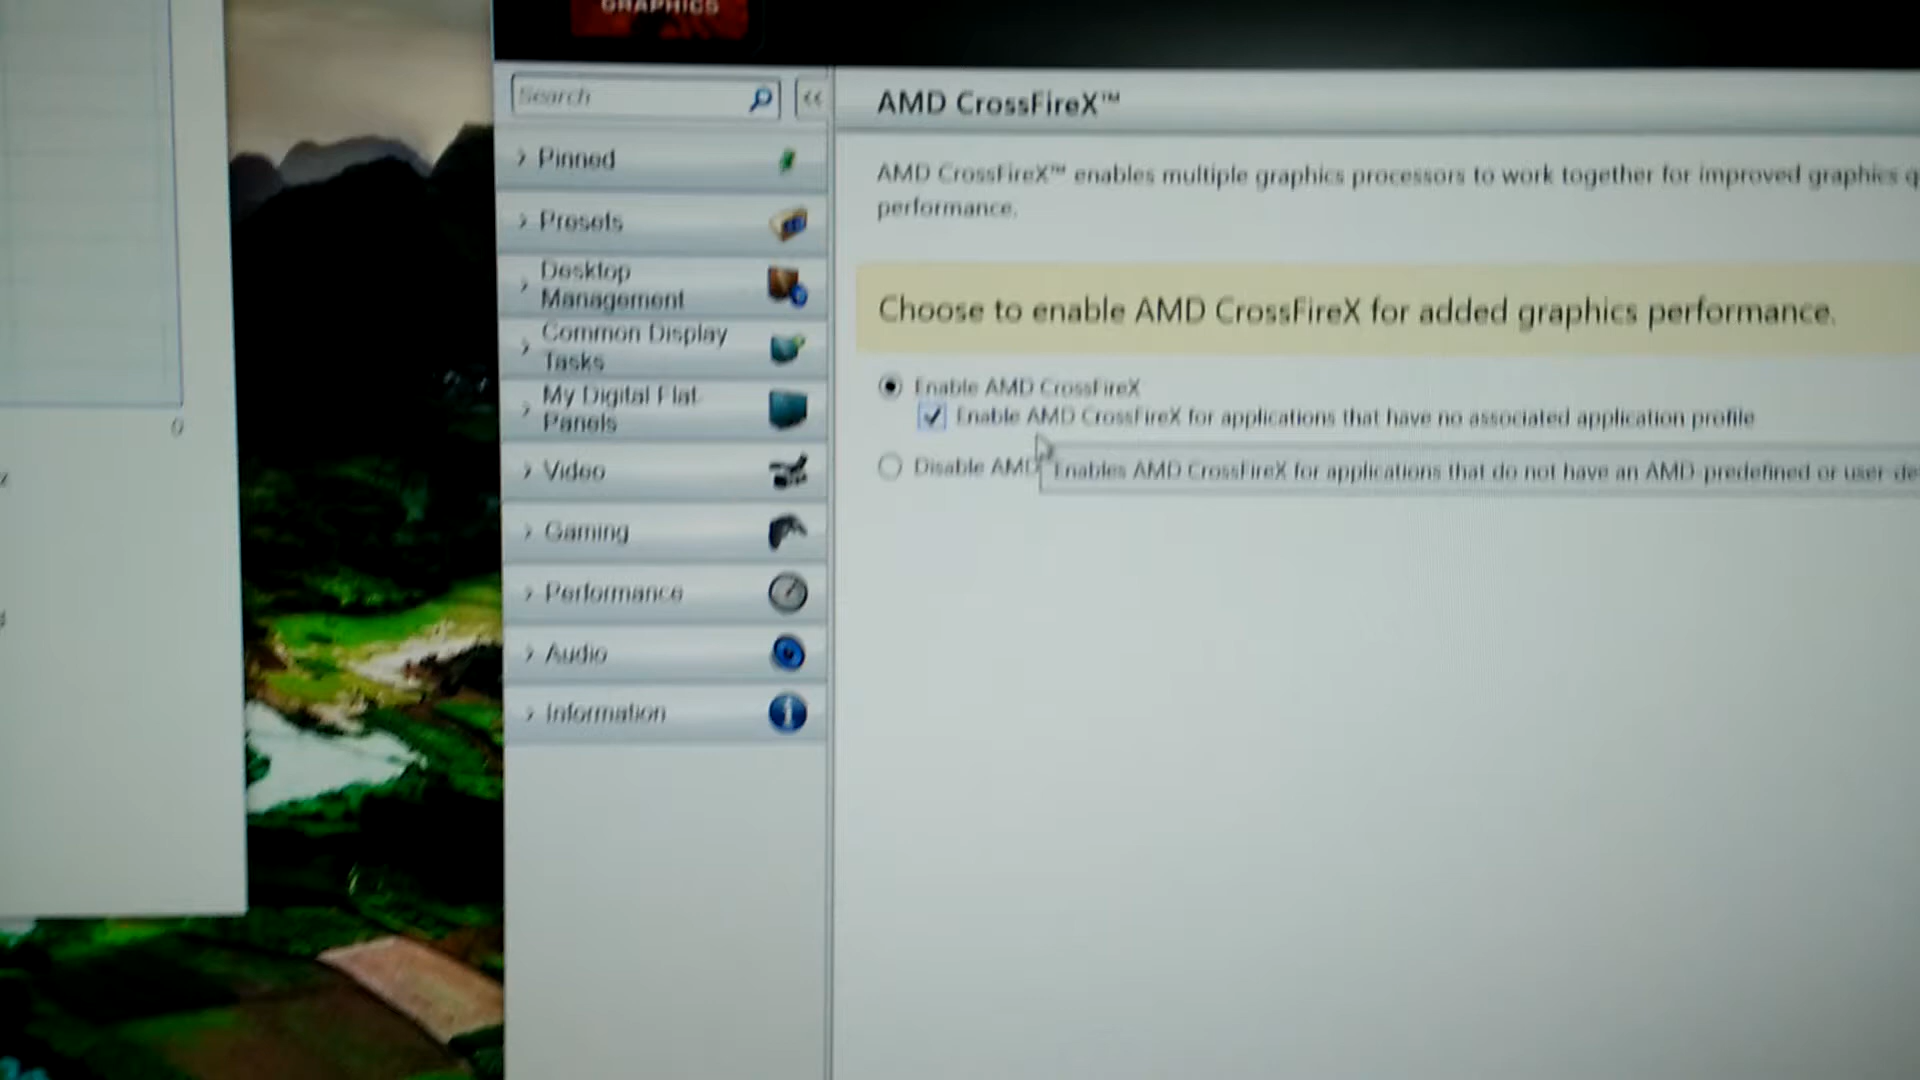 GRAPHICS
Search
<<
AMD CrossFireX™
AMD CrossFireX™ enables multiple graphics processors to work together for improved graphics q
performance.
Pinned
Presets
Desktop
Management
Common Display
Tasks
My Digital Flat
Panels
Video
Gaming
Performance
Audio
Information
Choose to enable AMD CrossFireX for added graphics performance.
Enable AMD CrossFireX
Enable AMD CrossFireX for applications that have no associated application profile
Disable AMD
Enables AMD CrossFireX for applications that do not have an AMD predefined or user de
0